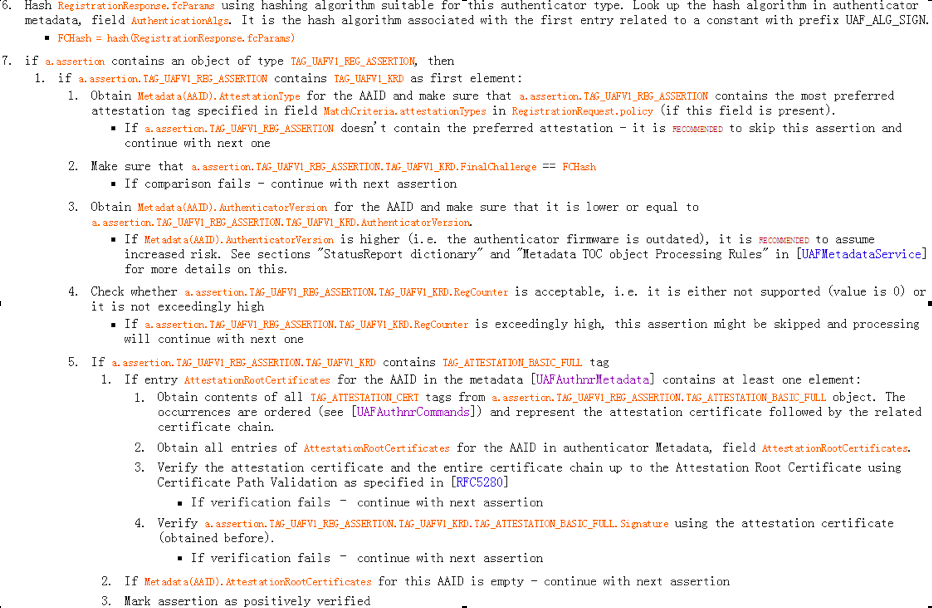 6. Hash RegistrationResponse.fcParams using hashing algorithm suitable for this authenticator type. Look up the hash algorithm in authenticator
metadata, field AuthenticationAlgs. It is the hash algorithm associated with the first entry related to a constant with prefix UAF_ALG_SIGN.
▪ FCHash = hash(RegistrationResponse.fcParams)
7. if a.assertion contains an object of type TAG_UAFV1_REG_ASSERTION, then
1. if a.assertion.TAG_UAFV1_REG_ASSERTION contains TAG_UAFV1_KRD as first element:
1. Obtain Metadata(AAID).AttestationType for the AAID and make sure that a.assertion.TAG_UAFV1_REG_ASSERTION contains the most preferred
attestation tag specified in field MatchCriteria.attestationTypes in RegistrationRequest.policy (if this field is present).
▪ If a.assertion.TAG_UAFV1_REG_ASSERTION doesn't contain the preferred attestation - it is RECOMMENDED to skip this assertion and
continue with next one
2. Make sure that a.assertion.TAG_UAFV1_REG_ASSERTION.TAG_UAFV1_KRD.FinalChallenge == FCHash
▪ If comparison fails - continue with next assertion
3. Obtain Metadata(AAID).AuthenticatorVersion for the AAID and make sure that it is lower or equal to
a.assertion.TAG_UAFV1_REG_ASSERTION.TAG_UAFV1_KRD.AuthenticatorVersion.
▪ If Metadata(AAID).AuthenticatorVersion is higher (i.e. the authenticator firmware is outdated), it is RECOMMENDED to assume
increased risk. See sections "StatusReport dictionary" and "Metadata TOC object Processing Rules" in [UAFMetadataService]
for more details on this.
4. Check whether a.assertion.TAG_UAFV1_REG_ASSERTION.TAG_UAFV1_KRD.RegCounter is acceptable, i.e. it is either not supported (value is 0) or
it is not exceedingly high
▪ If a.assertion.TAG_UAFV1_REG_ASSERTION.TAG_UAFV1_KRD.RegCounter is exceedingly high, this assertion might be skipped and processing
will continue with next one
5. If a.assertion.TAG_UAFV1_REG_ASSERTION.TAG_UAFV1_KRD contains TAG_ATTESTATION_BASIC_FULL tag
1. If entry AttestationRootCertificates for the AAID in the metadata [UAFAuthnrMetadata] contains at least one element:
1. Obtain contents of all TAG_ATTESTATION_CERT tags from a.assertion.TAG_UAFV1_REG_ASSERTION.TAG_ATTESTATION_BASIC_FULL object. The
occurrences are ordered (see [UAFAuthnrCommands]) and represent the attestation certificate followed by the related
certificate chain.
2. Obtain all entries of AttestationRootCertificates for the AAID in authenticator Metadata, field AttestationRootCertificates.
3. Verify the attestation certificate and the entire certificate chain up to the Attestation Root Certificate using
Certificate Path Validation as specified in [RFC5280]
▪ If verification fails – continue with next assertion
4. Verify a.assertion.TAG_UAFV1_REG_ASSERTION.TAG_UAFV1_KRD.TAG_ATTESTATION_BASIC_FULL.Signature using the attestation certificate
(obtained before).
▪ If verification fails – continue with next assertion
2. If Metadata(AAID).AttestationRootCertificates for this AAID is empty - continue with next assertion
3. Mark assertion as positively verified